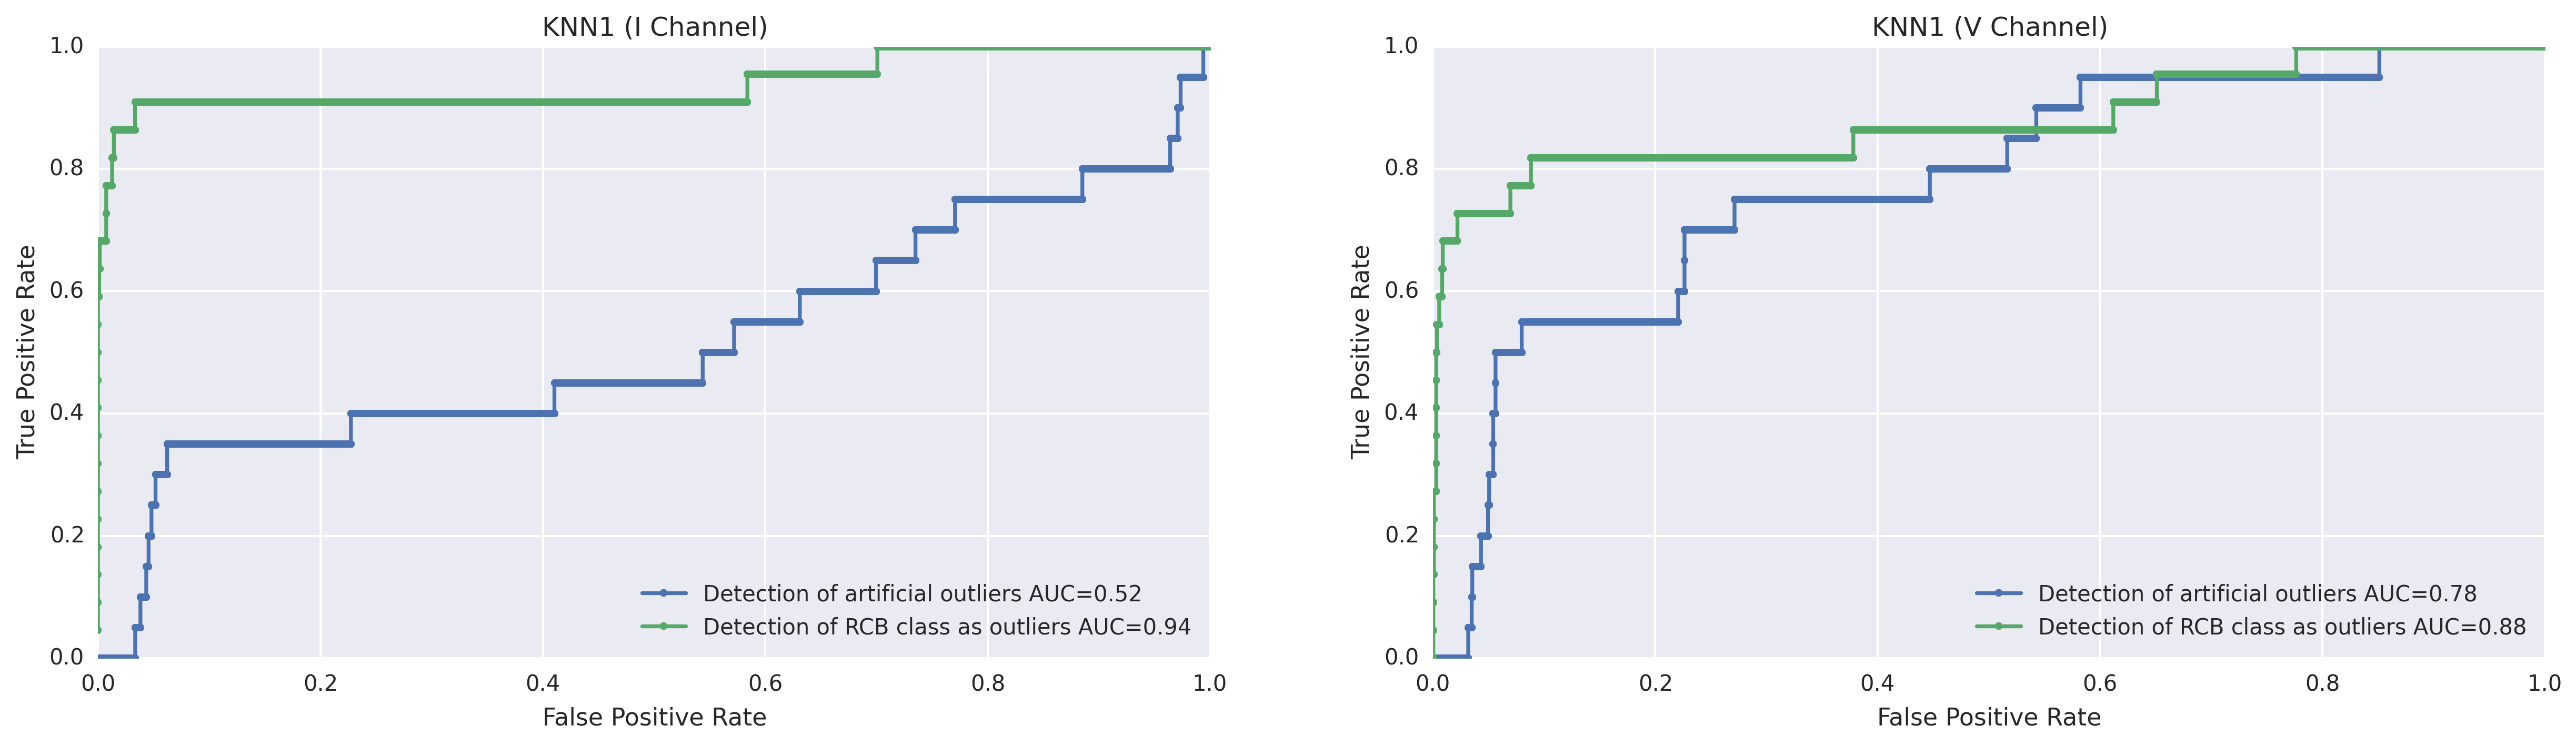 KNN1 (I Channel)
1.0
0.8
0.6
0.4
0.2
0.0
True Positive Rate
Detection of artificial outliers AUC=0.52
Detection of RCB class as outliers AUC=0.94
0.0 0.2 0.4 0.6 0.8 1.0
False Positive Rate
KNN1 (V Channel)
1.0
0.8
0.6
0.4
0.2
0.0
True Positive Rate
Detection of artificial outliers AUC=0.78
Detection of RCB class as outliers AUC=0.88
0.0 0.2 0.4 0.6 0.8 1.0
False Positive Rate